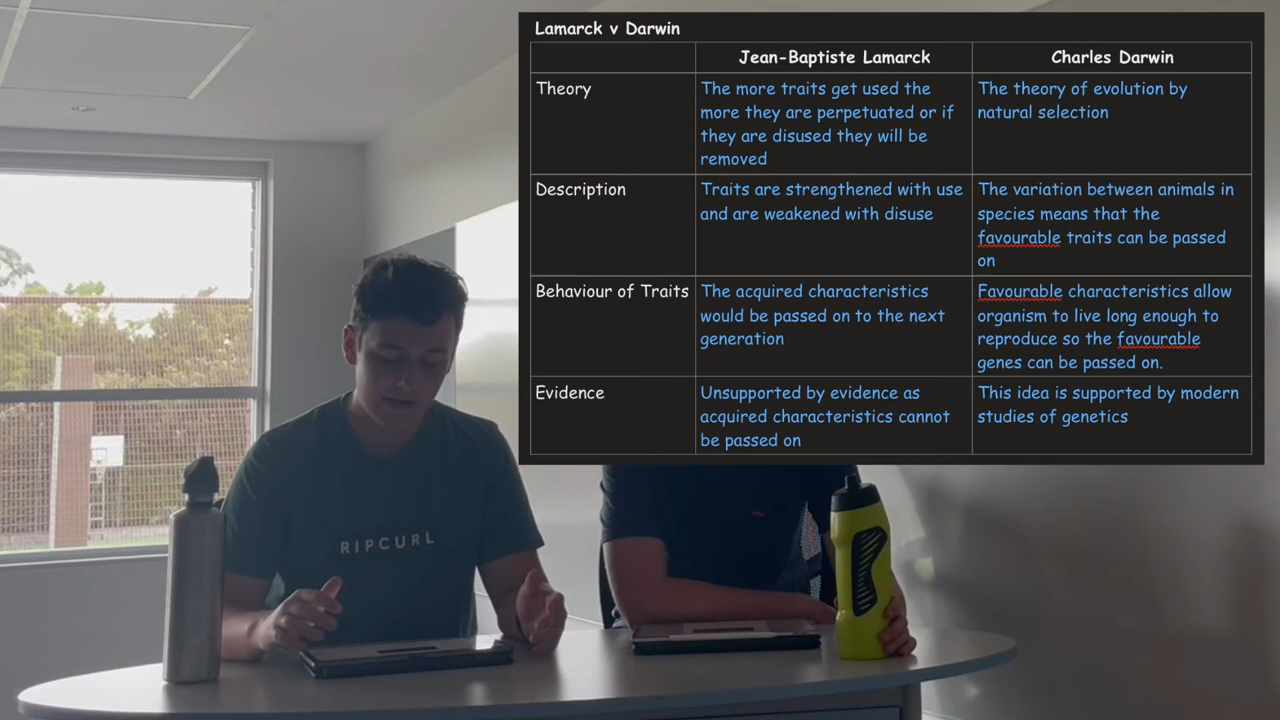 Lamarck v Darwin
Jean-Baptiste Lamarck
Charles Darwin
Theory
The more traits get used the
more they are perpetuated or if
they are disused they will be
removed
The theory of evolution by
natural selection
Description
Traits are strengthened with use
and are weakened with disuse
The variation between animals in
species means that the
favourable traits can be passed
on
Behaviour of Traits
The acquired characteristics
would be passed on to the next
generation
Favourable characteristics allow
organism to live long enough to
reproduce so the favourable
genes can be passed on.
Evidence
Unsupported by evidence as
acquired characteristics cannot
be passed on
This idea is supported by modern
studies of genetics
RIPCURL